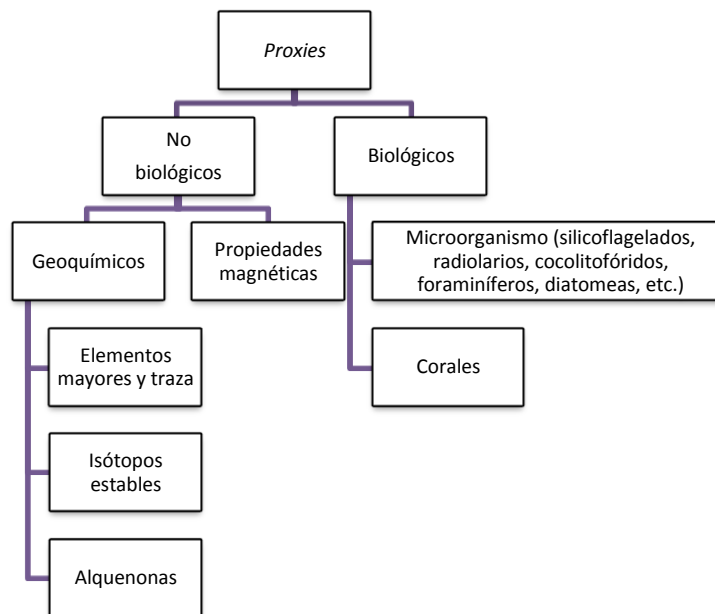 Proxies
No
biológicos
Biológicos
Geoquímicos
Propiedades
magnéticas
Microorganismo (silicoflagelados,
radiolarios, cocolitofóridos,
foraminíferos, diatomeas, etc.)
Elementos
mayores y traza
Corales
Isótopos
estables
Alquenonas